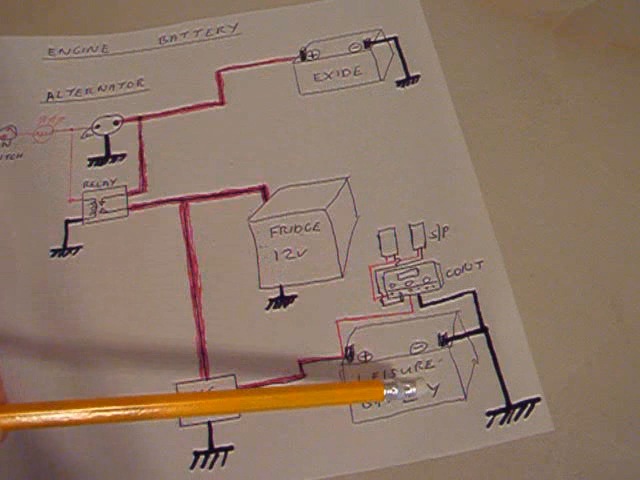 ENGINE BATTERY
+ −
EXIDE
ALTERNATOR
RELAY
FRIDGE
12V
S/P
CONT
+ −
LEISURE